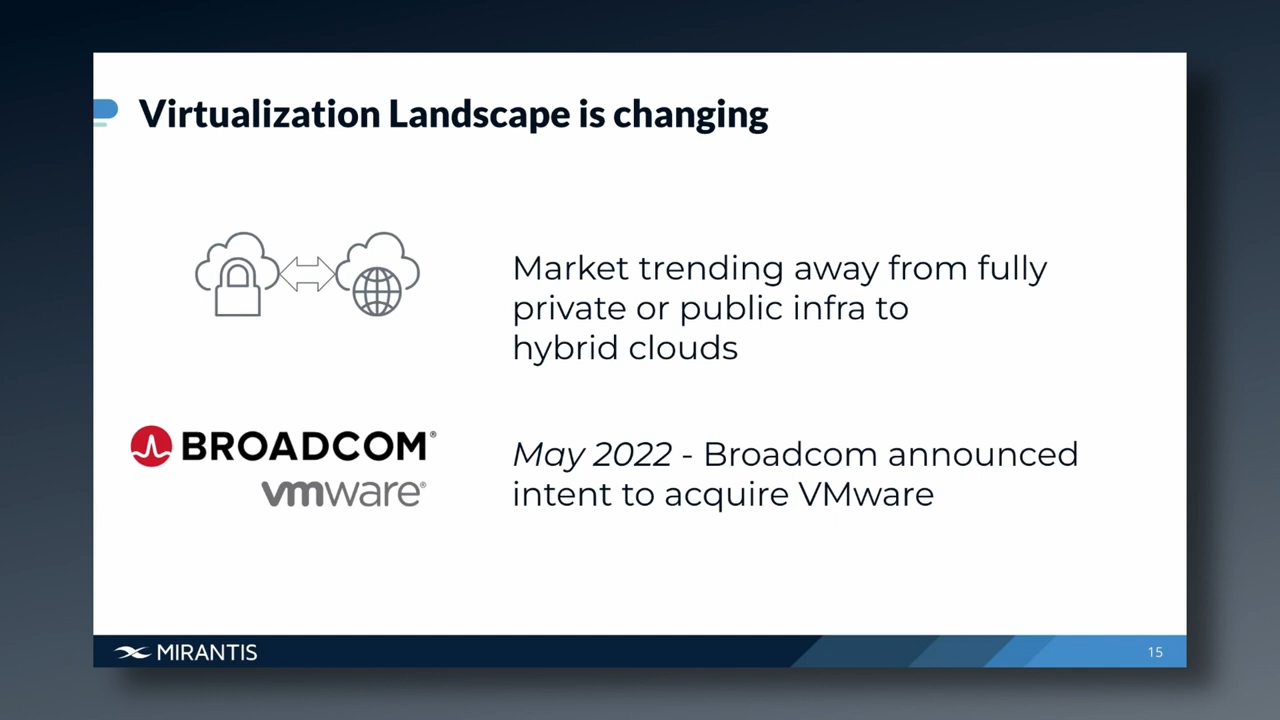 Virtualization Landscape is changing
Market trending away from fully
private or public infra to
hybrid clouds
BROADCOM®
vmware®
May 2022 - Broadcom announced
intent to acquire VMware
MIRANTIS
15